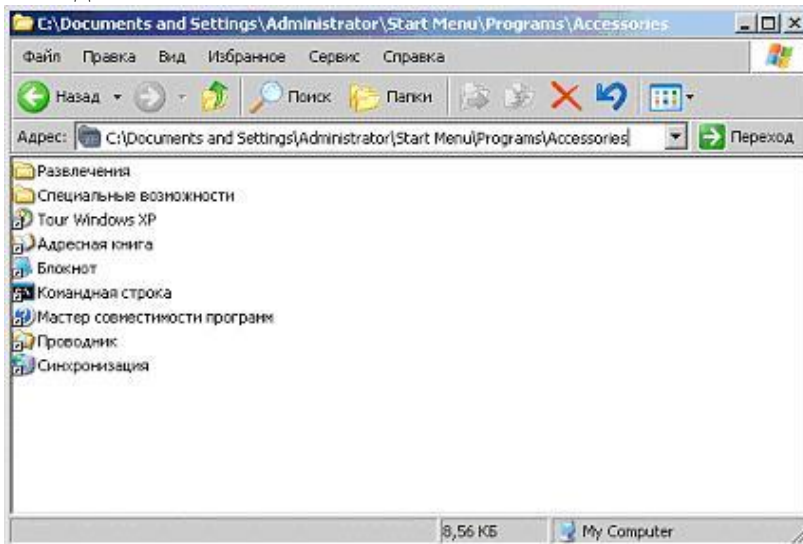 C:\Documents and Settings\Administrator\Start Menu\Programs\Accessories
Файл Правка Вид Избранное Сервис Справка
Назад Поиск Папки
Адрес: C:\Documents and Settings\Administrator\Start Menu\Programs\Accessories Переход
Развлечения
Специальные возможности
Tour Windows XP
Адресная книга
Блокнот
Командная строка
Мастер совместимости программ
Проводник
Синхронизация
8,56 КБ My Computer